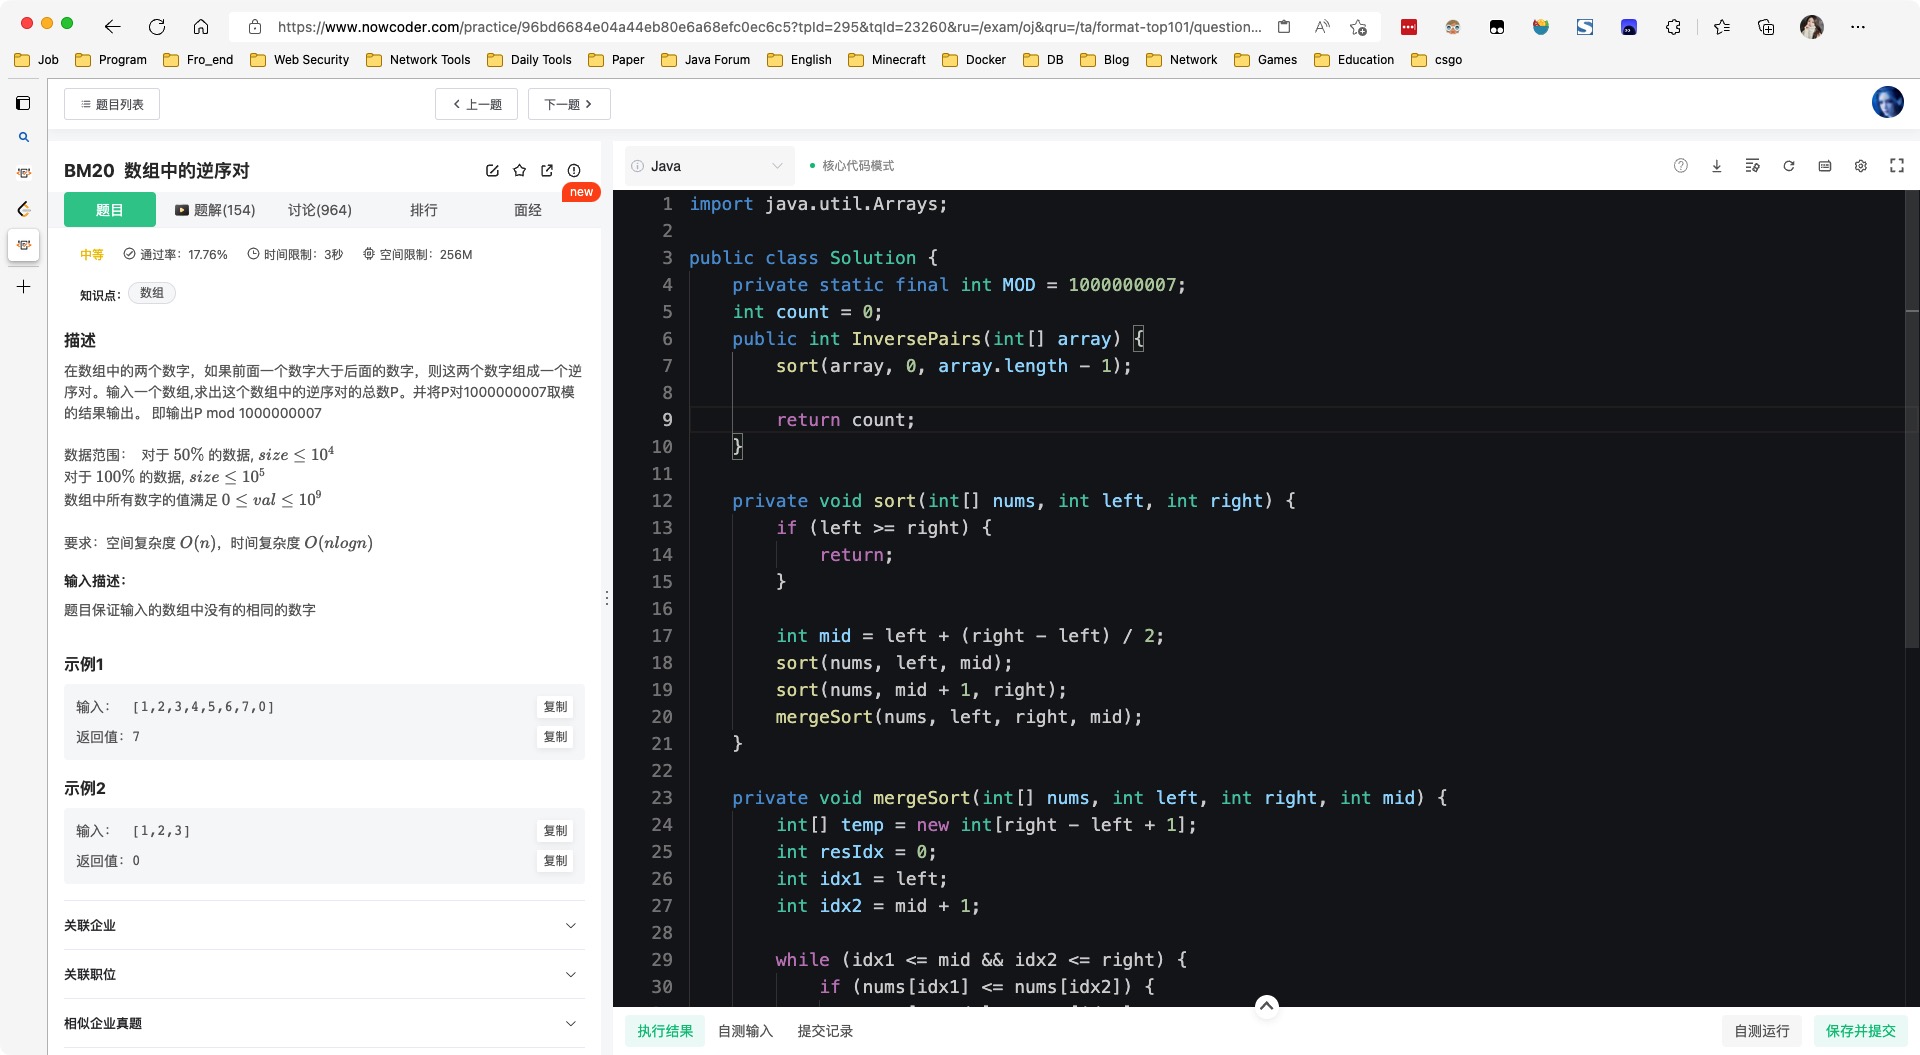 https://www.nowcoder.com/practice/96bd6684e04a44eb80e6a68efc0ec6c5?tpId=295&tqId=23260&ru=/exam/oj&qru=/ta/format-top101/question...
Job Program Fro_end Web Security Network Tools Daily Tools Paper Java Forum English Minecraft Docker DB Blog Network Games Education csgo
题目列表 上一题 下一题
BM20 数组中的逆序对
new
题目 题解(154) 讨论(964) 排行 面经
中等 通过率：17.76% 时间限制：3秒 空间限制：256M
知识点： 数组
描述
在数组中的两个数字，如果前面一个数字大于后面的数字，则这两个数字组成一个逆
序对。输入一个数组,求出这个数组中的逆序对的总数P。并将P对1000000007取模
的结果输出。 即输出P mod 1000000007
数据范围： 对于 50% 的数据, size ≤ 10^4
对于 100% 的数据, size ≤ 10^5
数组中所有数字的值满足 0 ≤ val ≤ 10^9
要求：空间复杂度 O(n)，时间复杂度 O(nlogn)
输入描述：
题目保证输入的数组中没有的相同的数字
示例1
输入： [1,2,3,4,5,6,7,0] 复制
返回值：7 复制
示例2
输入： [1,2,3] 复制
返回值：0 复制
关联企业
关联职位
相似企业真题
Java 核心代码模式
1 import java.util.Arrays;
2
3 public class Solution {
4 private static final int MOD = 1000000007;
5 int count = 0;
6 public int InversePairs(int[] array) {
7 sort(array, 0, array.length - 1);
8
9 return count;
10 }
11
12 private void sort(int[] nums, int left, int right) {
13 if (left >= right) {
14 return;
15 }
16
17 int mid = left + (right - left) / 2;
18 sort(nums, left, mid);
19 sort(nums, mid + 1, right);
20 mergeSort(nums, left, right, mid);
21 }
22
23 private void mergeSort(int[] nums, int left, int right, int mid) {
24 int[] temp = new int[right - left + 1];
25 int resIdx = 0;
26 int idx1 = left;
27 int idx2 = mid + 1;
28
29 while (idx1 <= mid && idx2 <= right) {
30 if (nums[idx1] <= nums[idx2]) {
执行结果 自测输入 提交记录 自测运行 保存并提交